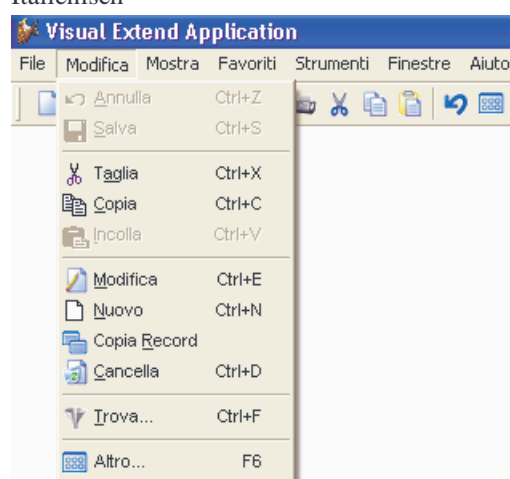 Italienisch
Visual Extend Application
File Modifica Mostra Favoriti Strumenti Finestre Aiuto
Annulla Ctrl+Z
Salva Ctrl+S
Taglia Ctrl+X
Copia Ctrl+C
Incolla Ctrl+V
Modifica Ctrl+E
Nuovo Ctrl+N
Copia Record
Cancella Ctrl+D
Trova... Ctrl+F
Altro... F6